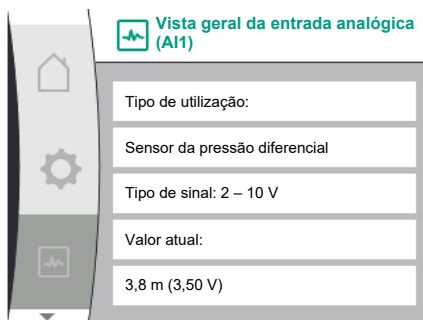 Vista geral da entrada analógica
(AI1)
Tipo de utilização:
Sensor da pressão diferencial
Tipo de sinal: 2 – 10 V
Valor atual:
3,8 m (3,50 V)